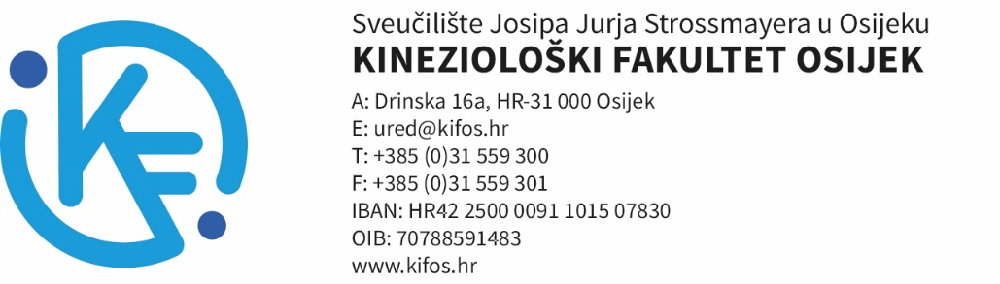 Sveučilište Josipa Jurja Strossmayera u Osijeku
KINEZIOLOŠKI FAKULTET OSIJEK
A: Drinska 16a, HR-31 000 Osijek
E: ured@kifos.hr
T: +385 (0)31 559 300
F: +385 (0)31 559 301
IBAN: HR42 2500 0091 1015 07830
OIB: 70788591483
www.kifos.hr